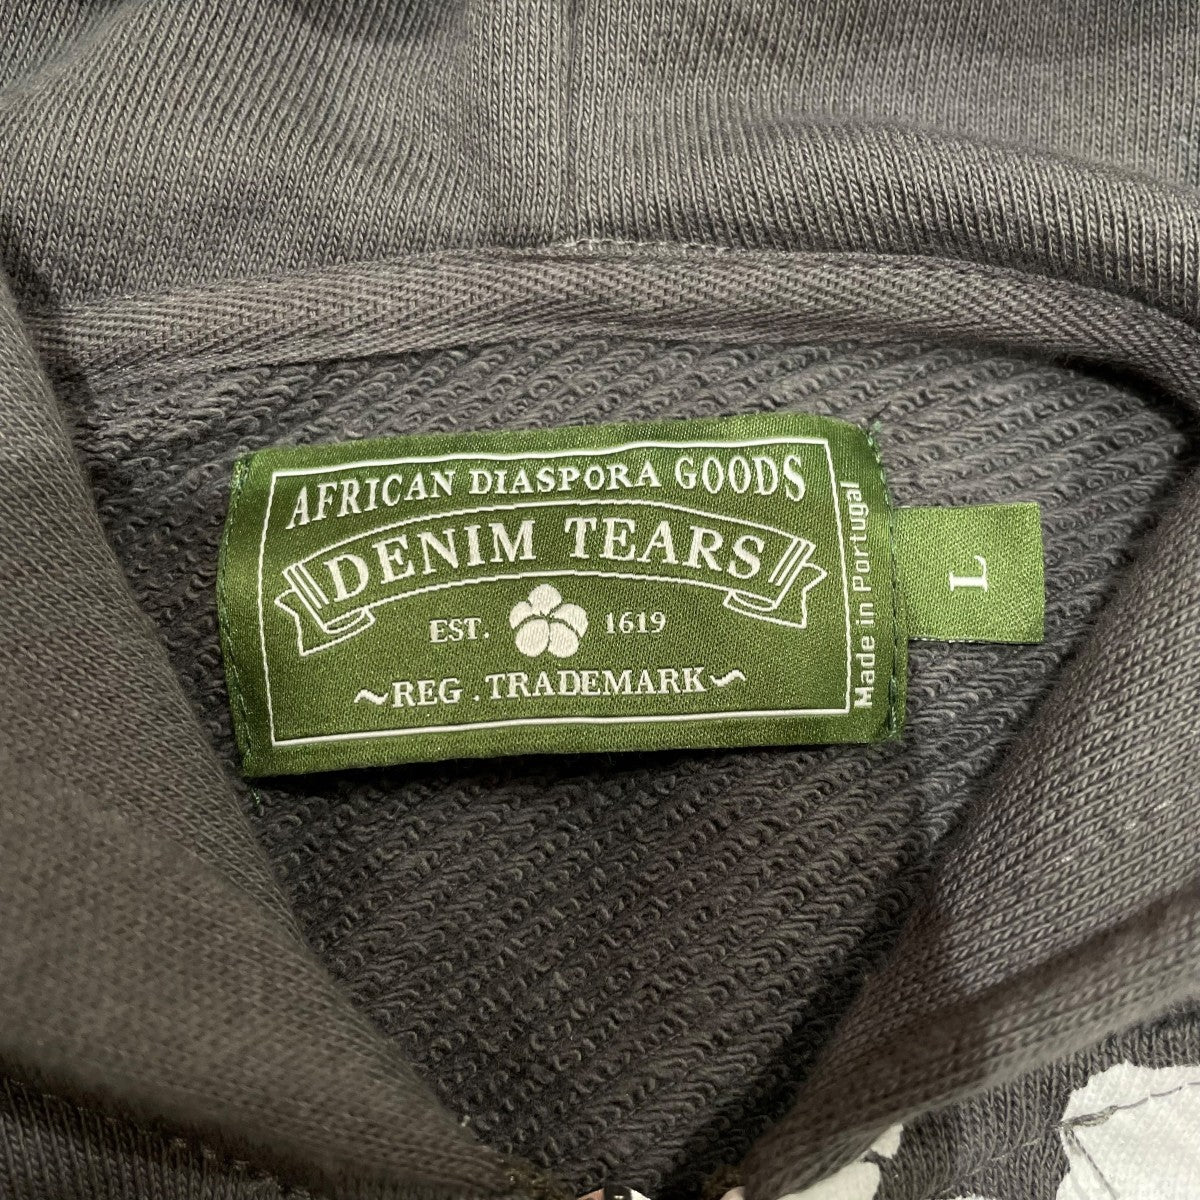 AFRICAN DIASPORA GOODS
DENIM TEARS
EST. 1619
~REG . TRADEMARK~
Made in Portugal
L